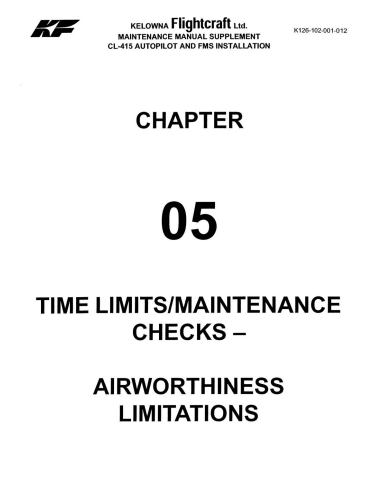 KF
KELOWNA Flightcraft Ltd.
MAINTENANCE MANUAL SUPPLEMENT
CL-415 AUTOPILOT AND FMS INSTALLATION
K126-102-001-012
CHAPTER
05
TIME LIMITS/MAINTENANCE
CHECKS –
AIRWORTHINESS
LIMITATIONS